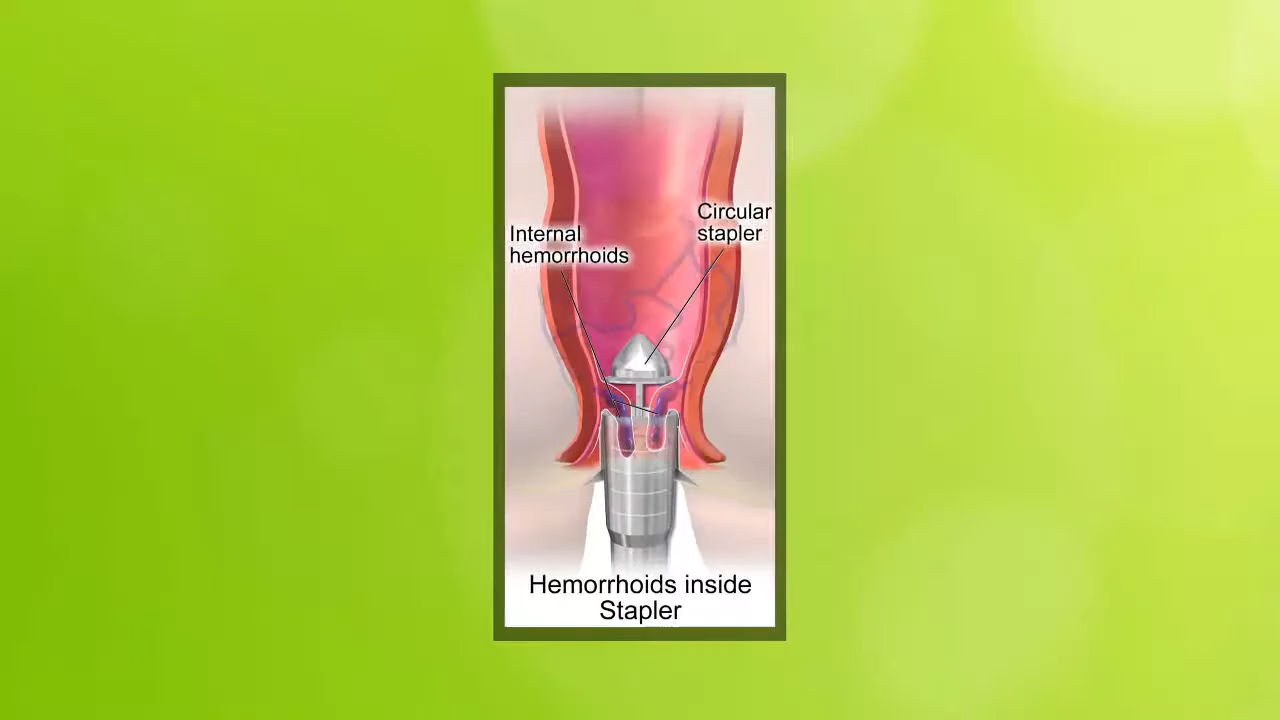 Circular
stapler
Internal
hemorrhoids
Hemorrhoids inside
Stapler